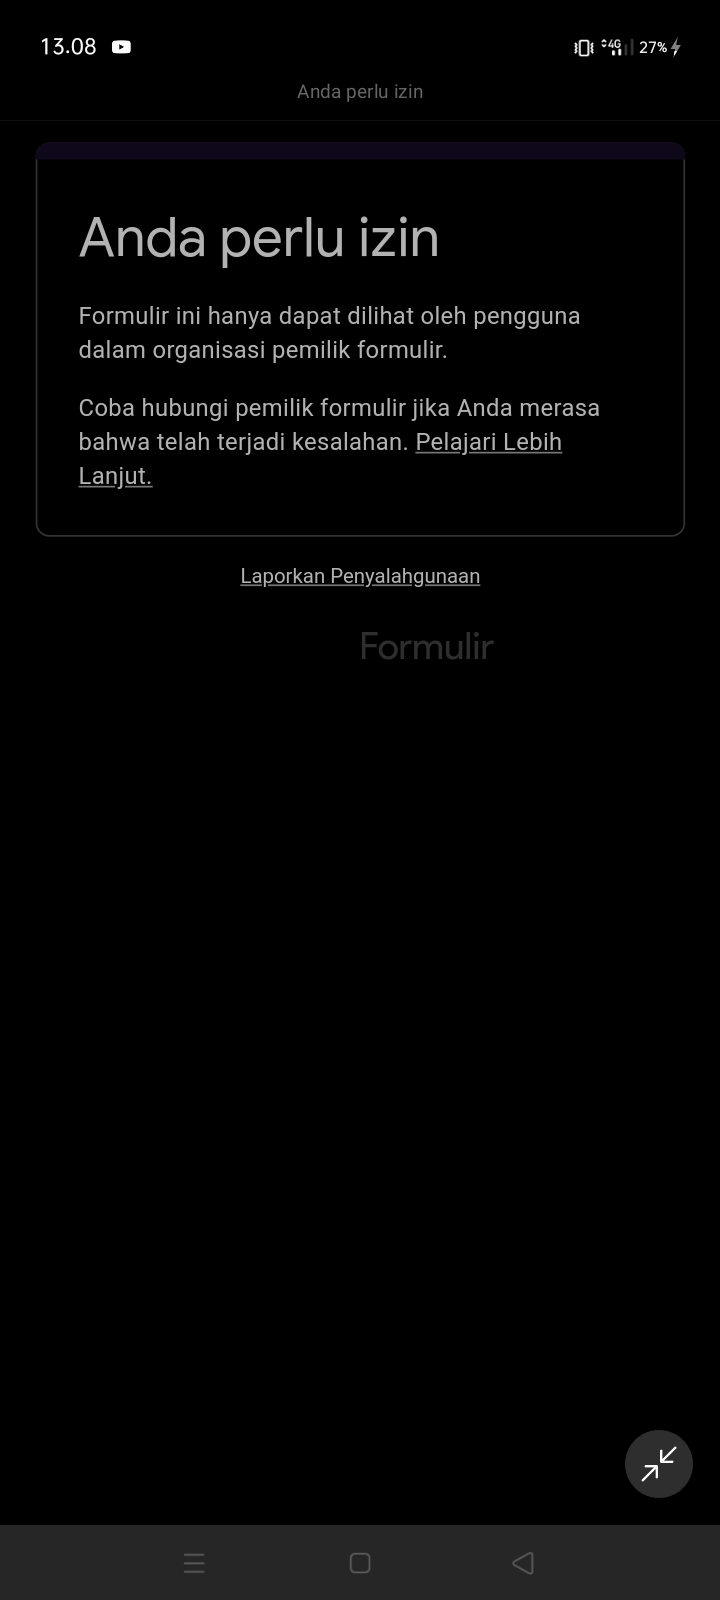 13.08
4G
27%
Anda perlu izin
Anda perlu izin
Formulir ini hanya dapat dilihat oleh pengguna
dalam organisasi pemilik formulir.
Coba hubungi pemilik formulir jika Anda merasa
bahwa telah terjadi kesalahan. Pelajari Lebih
Lanjut.
Laporkan Penyalahgunaan
Formulir